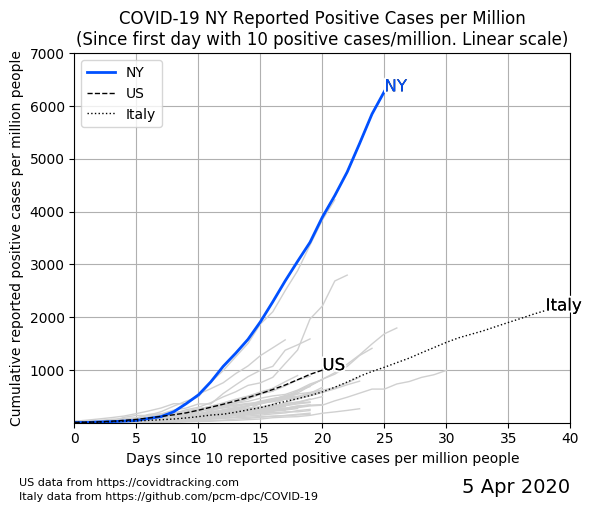 COVID-19 NY Reported Positive Cases per Million
(Since first day with 10 positive cases/million. Linear scale)
Cumulative reported positive cases per million people
7000
6000
5000
4000
3000
2000
1000
NY
US
Italy
NY
Italy
US
0 5 10 15 20 25 30 35 40
Days since 10 reported positive cases per million people
US data from https://covidtracking.com
Italy data from https://github.com/pcm-dpc/COVID-19
5 Apr 2020